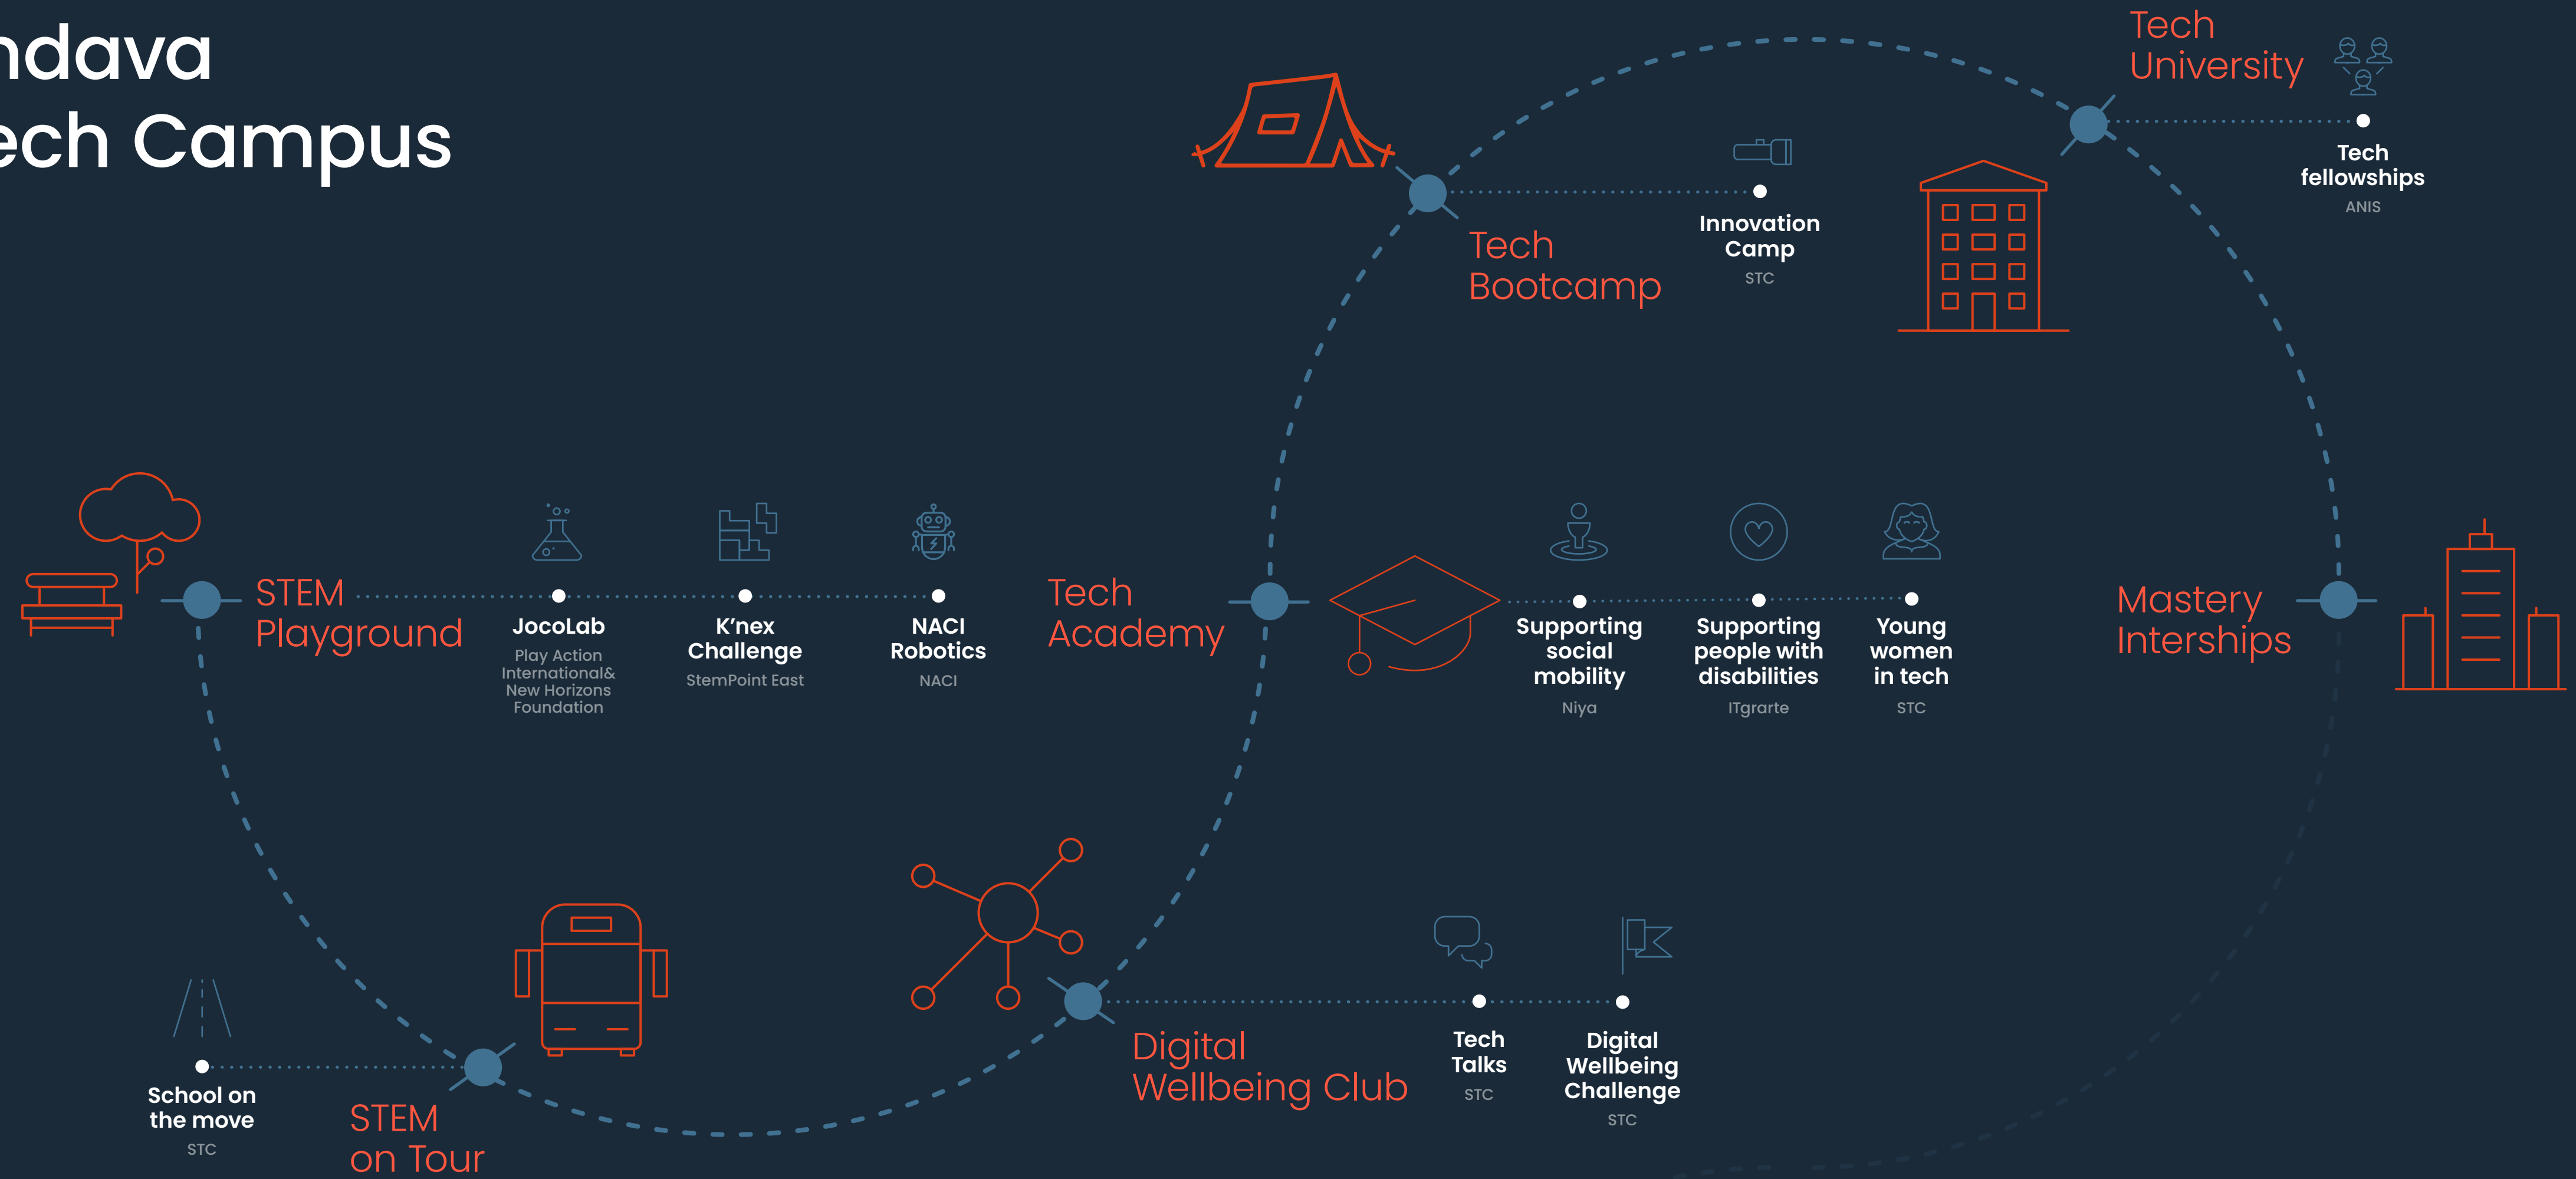 ndava
ech Campus
Tech
University
Tech
fellowships
ANIS
Innovation
Camp
STC
Tech
Bootcamp
STEM
Playground
JocoLab
Play Action
International&
New Horizons
Foundation
K’nex
Challenge
StemPoint East
NACI
Robotics
NACI
Tech
Academy
Supporting
social
mobility
Niya
Supporting
people with
disabilities
ITgrarte
Young
women
in tech
STC
Mastery
Interships
School on
the move
STC
STEM
on Tour
Digital
Wellbeing Club
Tech
Talks
STC
Digital
Wellbeing
Challenge
STC